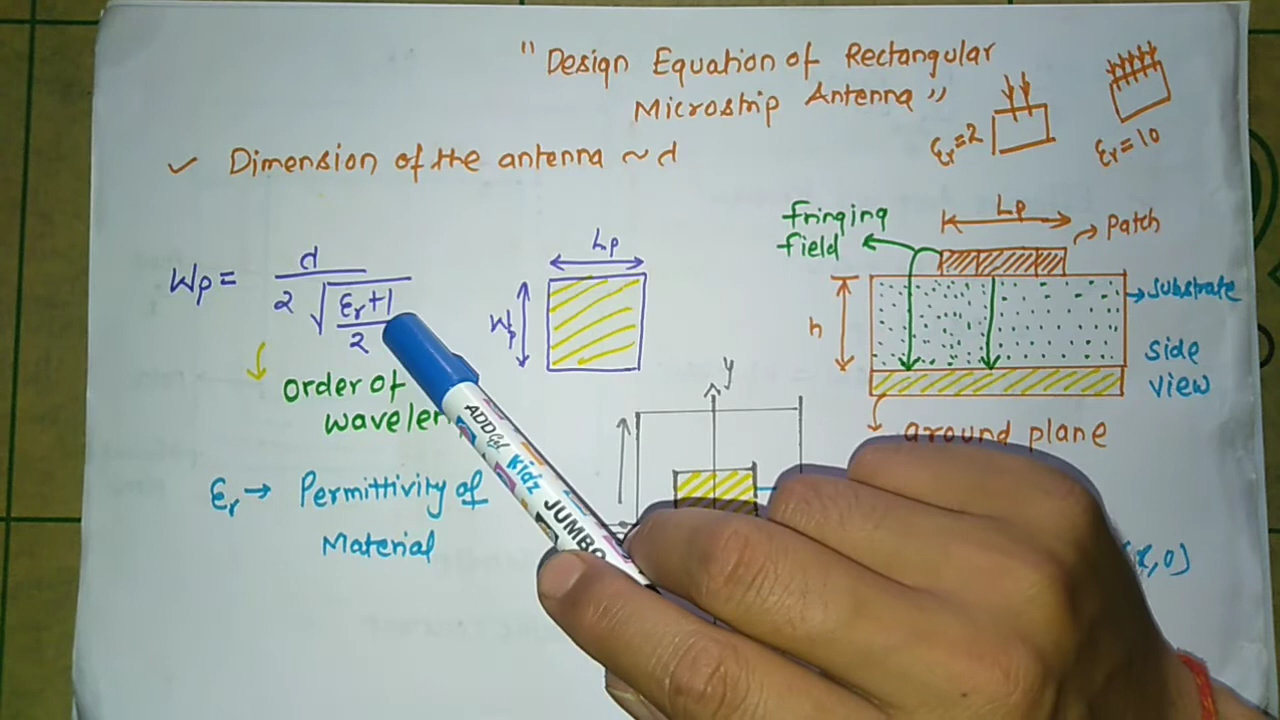 "Design Equation of Rectangular
Microstrip Antenna"
εr=2
εr=10
✓ Dimension of the antenna ~ d
Wp = d / 2 √((εr+1)/2)
order of
Lp
Wp
εr → Permittivity of
Material
fringing
field
Lp
Patch
substrate
h
side
view
Ground plane
y
ADD Gel Kidz JUMBO
,0)